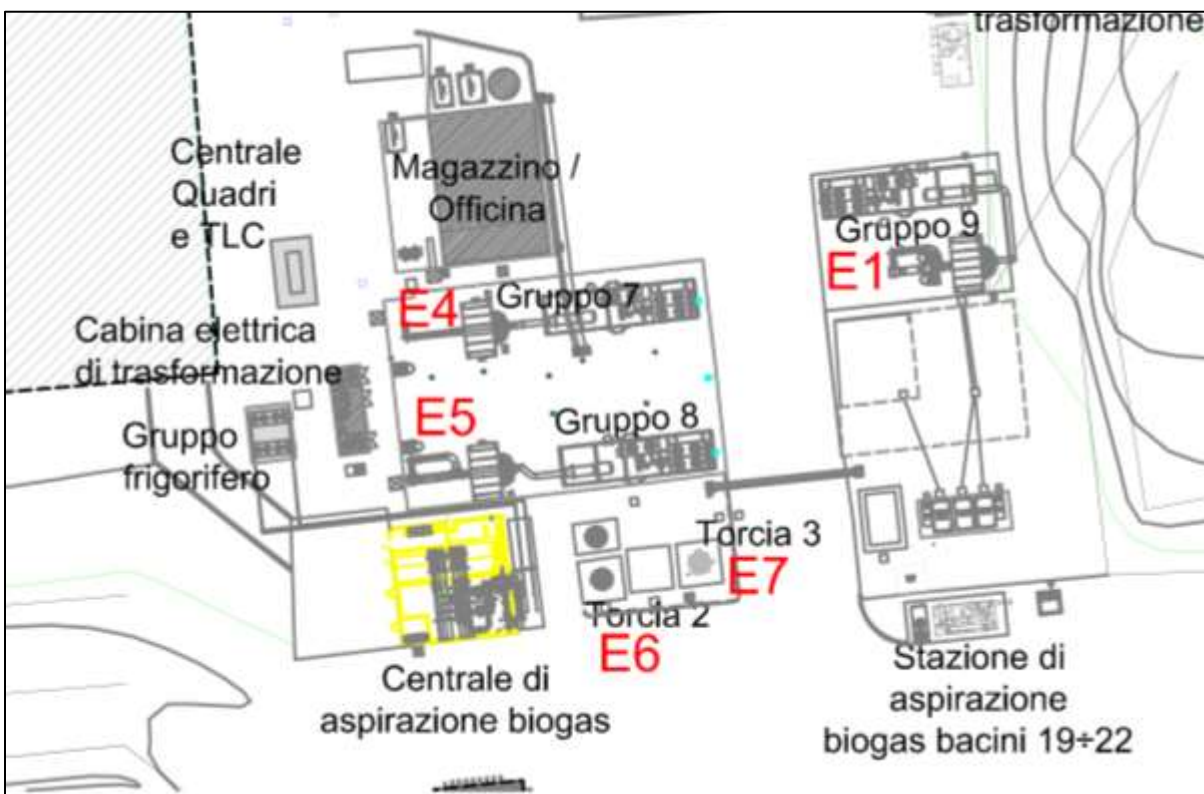 trasformazione
Centrale
Quadri
e TLC
Magazzino /
Officina
Gruppo 9
E1
E4
Gruppo 7
Cabina elettrica
di trasformazione
E5
Gruppo 8
Gruppo
frigorifero
Torcia 3
E7
Torcia 2
E6
Centrale di
aspirazione biogas
Stazione di
aspirazione
biogas bacini 19÷22